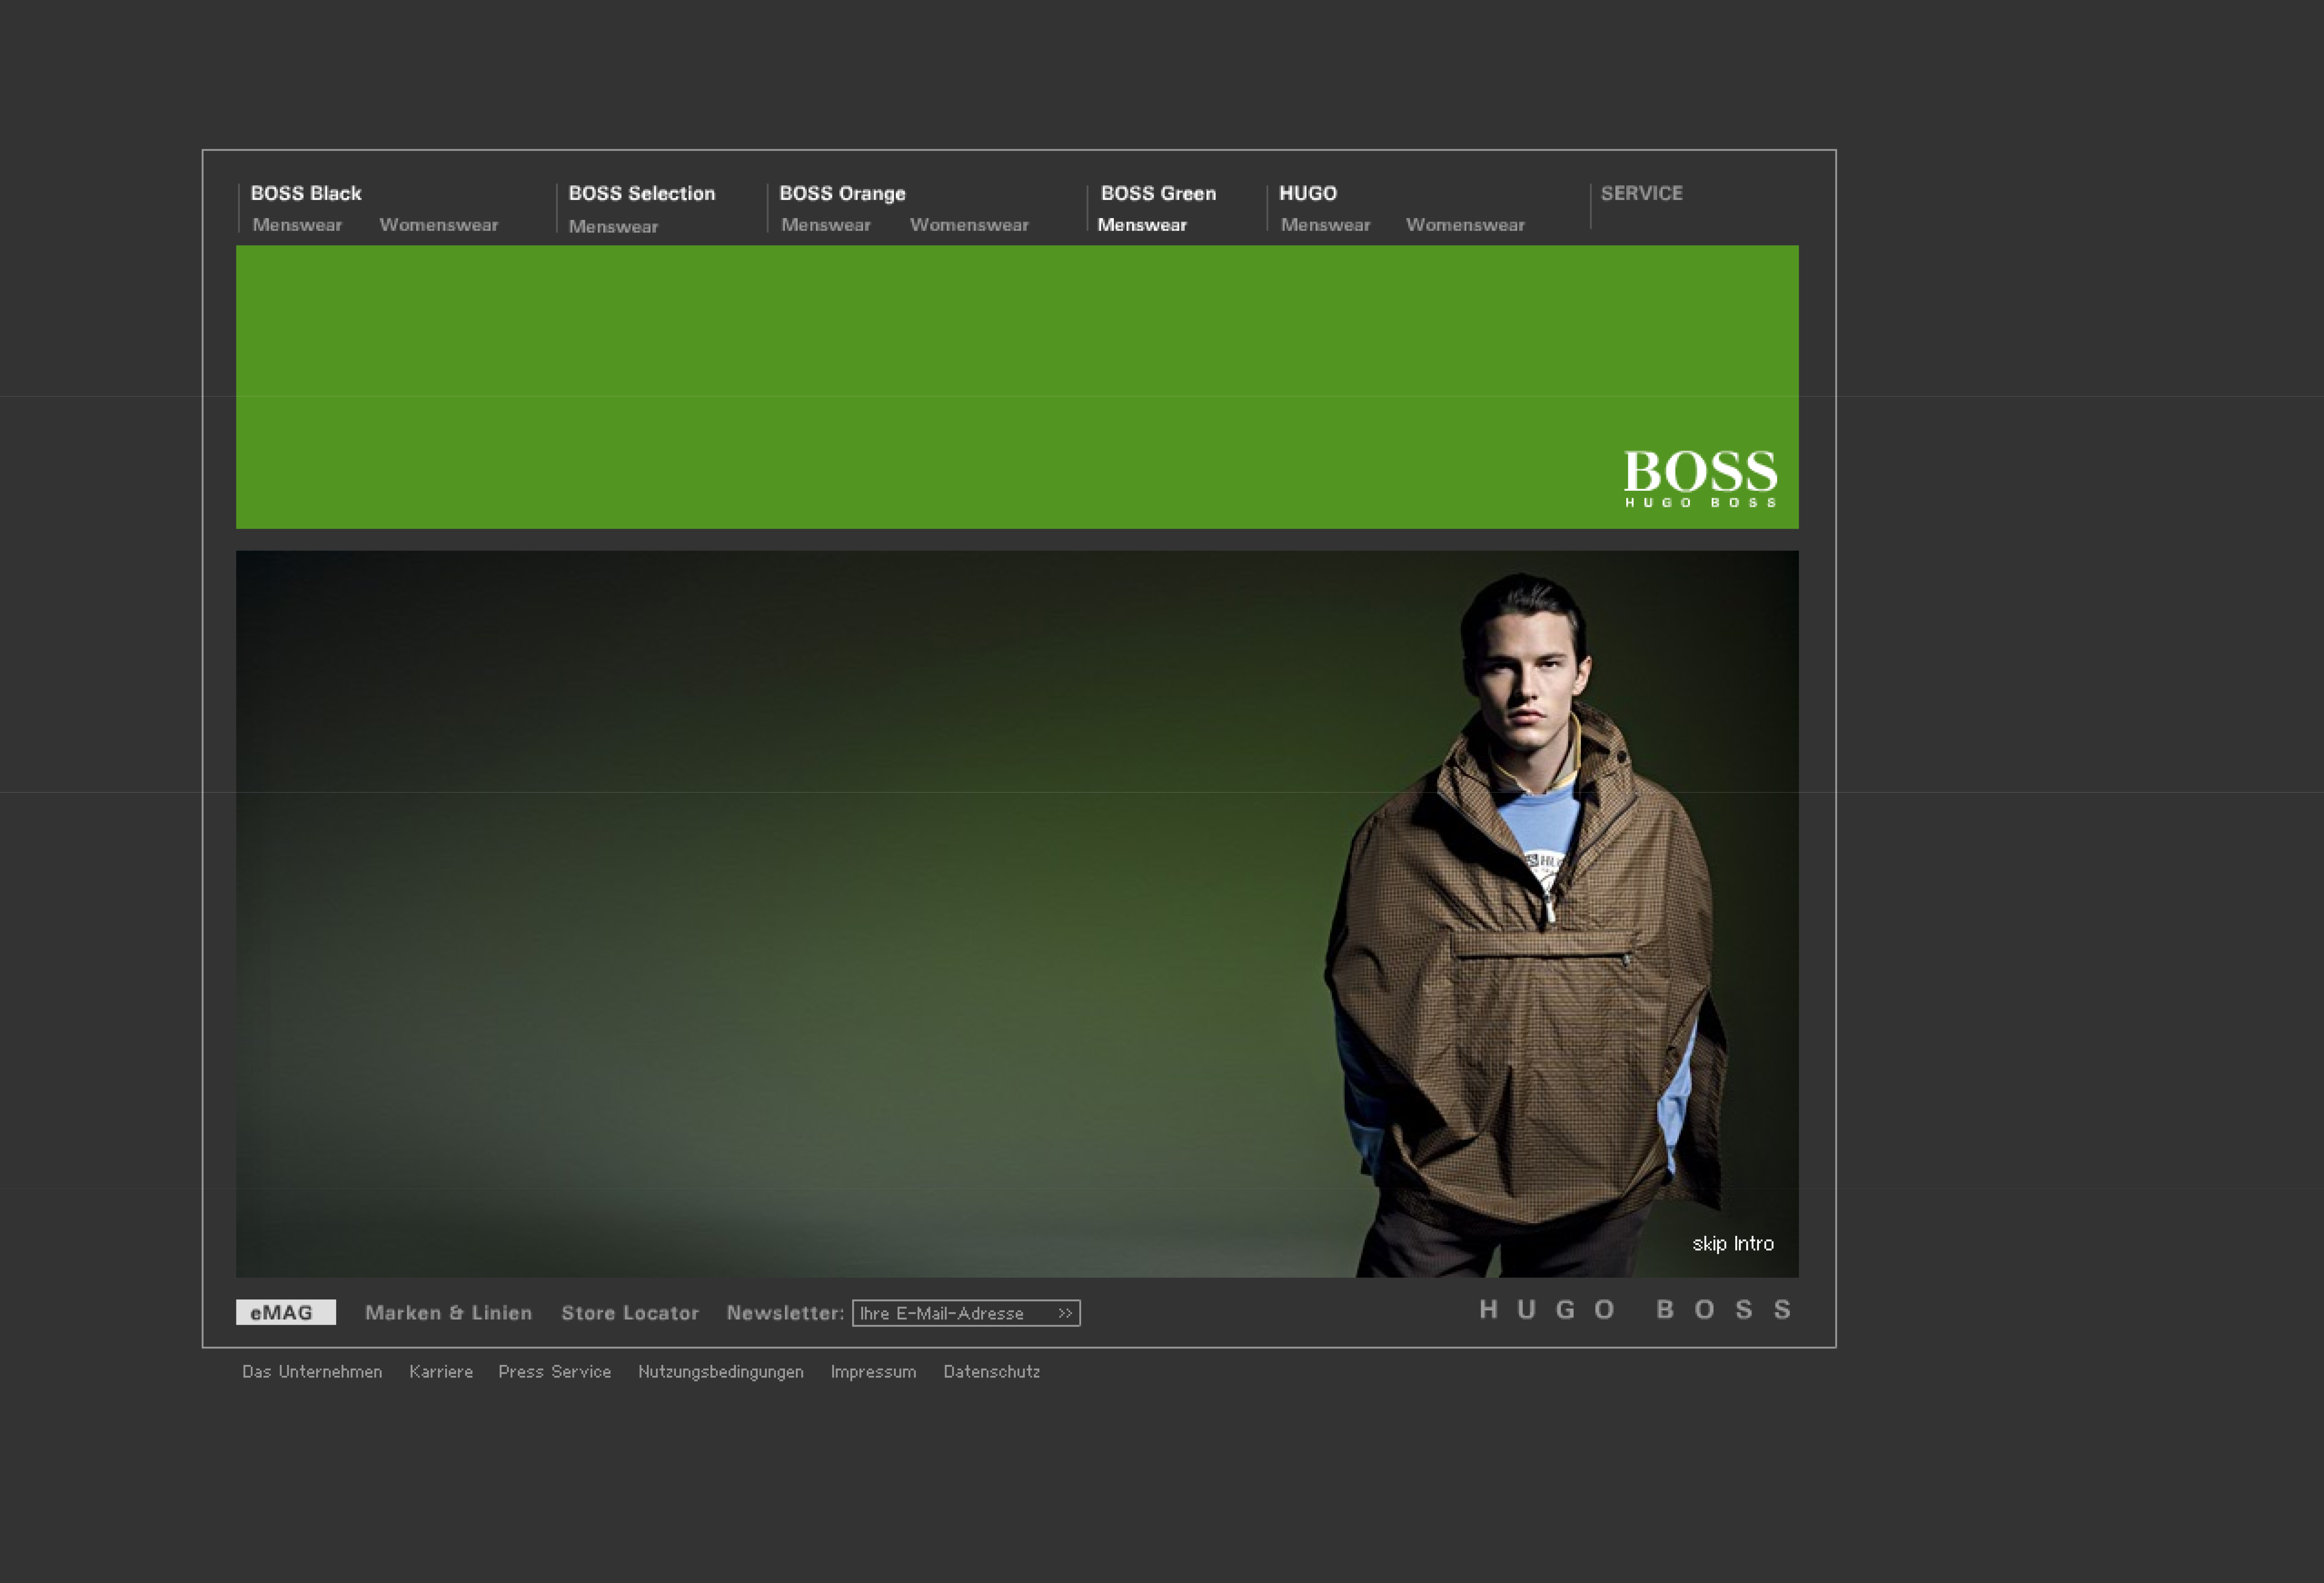 BOSS Black BOSS Selection BOSS Orange BOSS Green HUGO SERVICE
Menswear Womenswear Menswear Menswear Womenswear Menswear Menswear Womenswear
BOSS
HUGO BOSS
skip Intro
eMAG Marken & Linien Store Locator Newsletter: Ihre E-Mail-Adresse >> HUGO BOSS
Das Unternehmen Karriere Press Service Nutzungsbedingungen Impressum Datenschutz